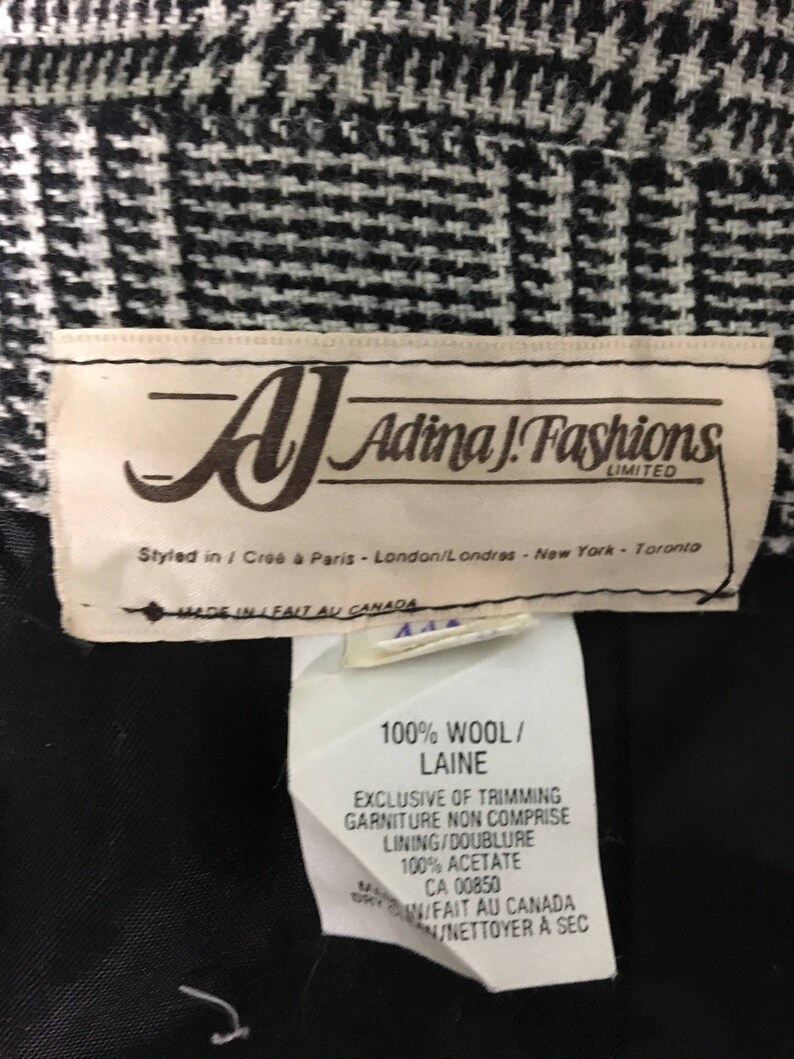 AJ Adina J. Fashions
LIMITED
Styled in / Créé à Paris - London/Londres - New York - Toronto
MADE IN / FAIT AU CANADA
100% WOOL/
LAINE
EXCLUSIVE OF TRIMMING
GARNITURE NON COMPRISE
LINING/DOUBLURE
100% ACETATE
CA 00850
IN/FAIT AU CANADA
DRY /NETTOYER À SEC